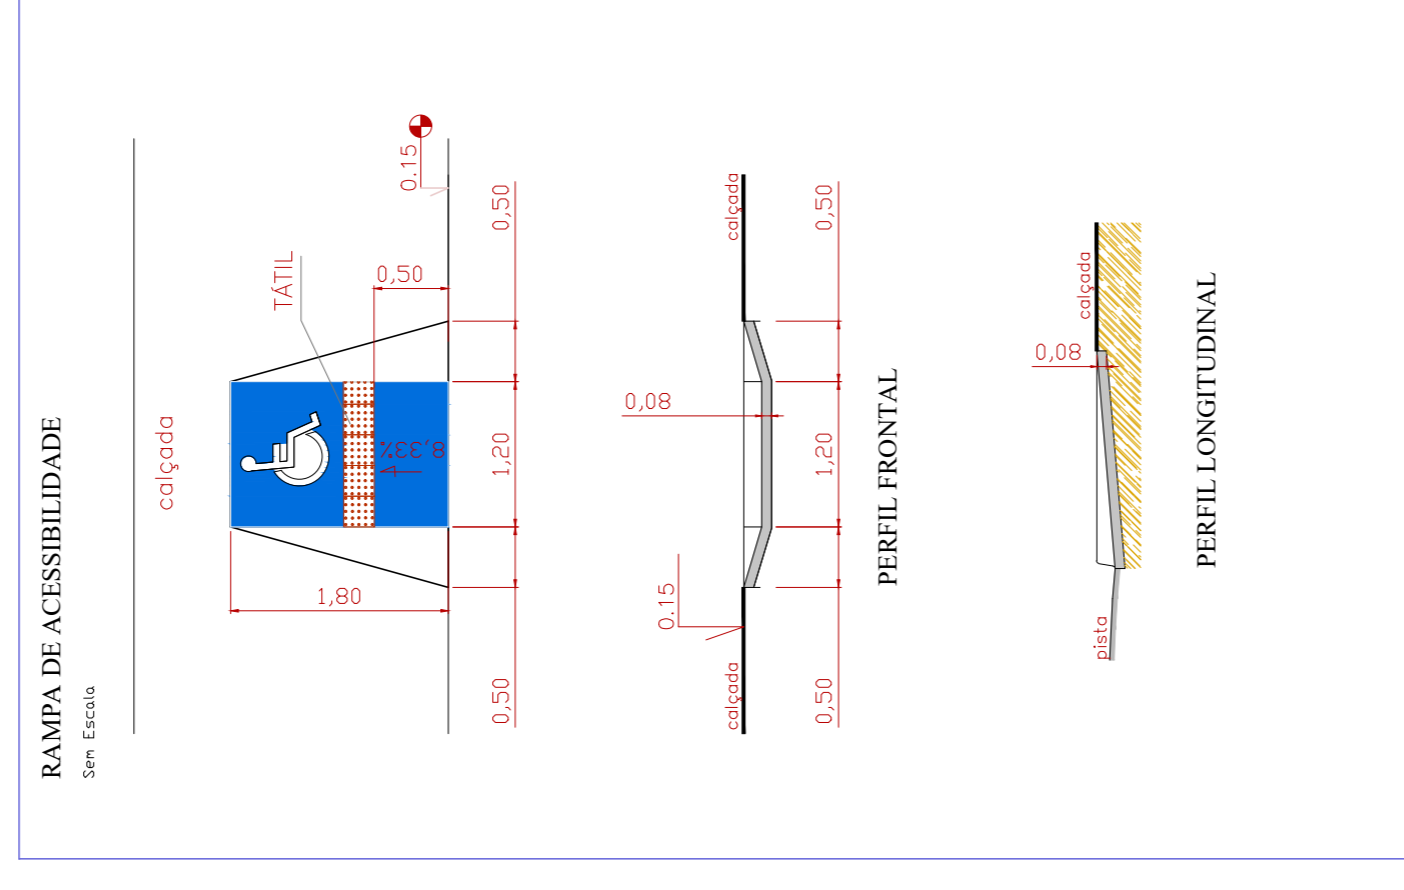 RAMPA DE ACESSIBILIDADE
Sem Escala
calçada
TÁTIL
0.15
0,50
8,33%
1,80
0,50
1,20
0,50
calçada
calçada
0.15
0,08
0,50
1,20
0,50
PERFIL FRONTAL
calçada
0,08
pista
PERFIL LONGITUDINAL